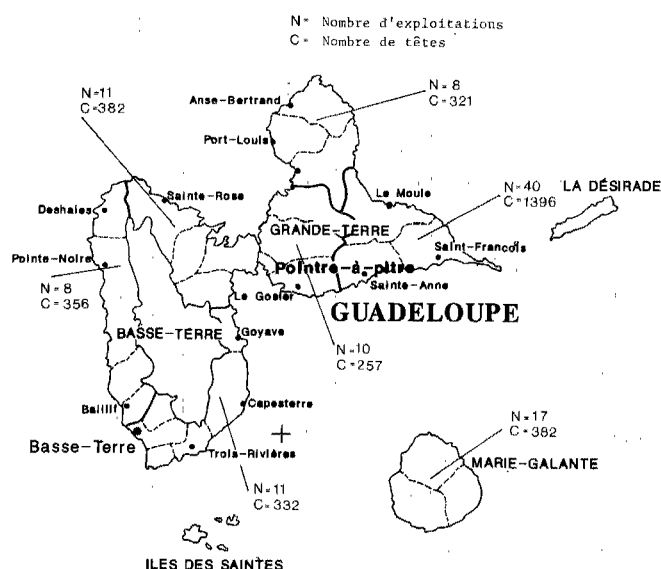 N= Nombre d'exploitations
C= Nombre de têtes
N=11
C=382
N=8
C=321
Anse-Bertrand
Port-Louis
N=40
C=1396
LA DÉSIRADE
Sainte-Rose
Le Moule
Deshaies
GRANDE-TERRE
Saint-François
Pointe-Noire
Pointre-à-pitre
Sainte-Anne
N=8
C=356
Le Gosier
GUADELOUPE
BASSE-TERRE
Goyave
N=10
C=257
Baillif
Capesterre
N=17
C=382
Basse-Terre
Trois-Rivières
MARIE-GALANTE
N=11
C=332
ILES DES SAINTES